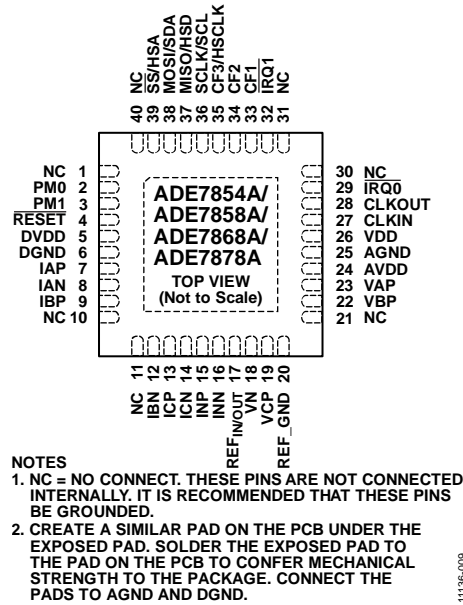 40 NC
39 SS/HSA
38 MOSI/SDA
37 MISO/HSD
36 SCLK/SCL
35 CF3/HSCLK
34 CF2
33 CF1
32 IRQ1
31 NC
NC 1
PM0 2
PM1 3
RESET 4
DVDD 5
DGND 6
IAP 7
IAN 8
IBP 9
NC 10
ADE7854A/
ADE7858A/
ADE7868A/
ADE7878A
TOP VIEW
(Not to Scale)
30 NC
29 IRQ0
28 CLKOUT
27 CLKIN
26 VDD
25 AGND
24 AVDD
23 VAP
22 VBP
21 NC
NC 11
IBN 12
ICP 13
ICN 14
INP 15
INN 16
REFIN/OUT 17
VN 18
VCP 19
REF_GND 20
NOTES
1. NC = NO CONNECT. THESE PINS ARE NOT CONNECTED
INTERNALLY. IT IS RECOMMENDED THAT THESE PINS
BE GROUNDED.
2. CREATE A SIMILAR PAD ON THE PCB UNDER THE
EXPOSED PAD. SOLDER THE EXPOSED PAD TO
THE PAD ON THE PCB TO CONFER MECHANICAL
STRENGTH TO THE PACKAGE. CONNECT THE
PADS TO AGND AND DGND.
11136-009